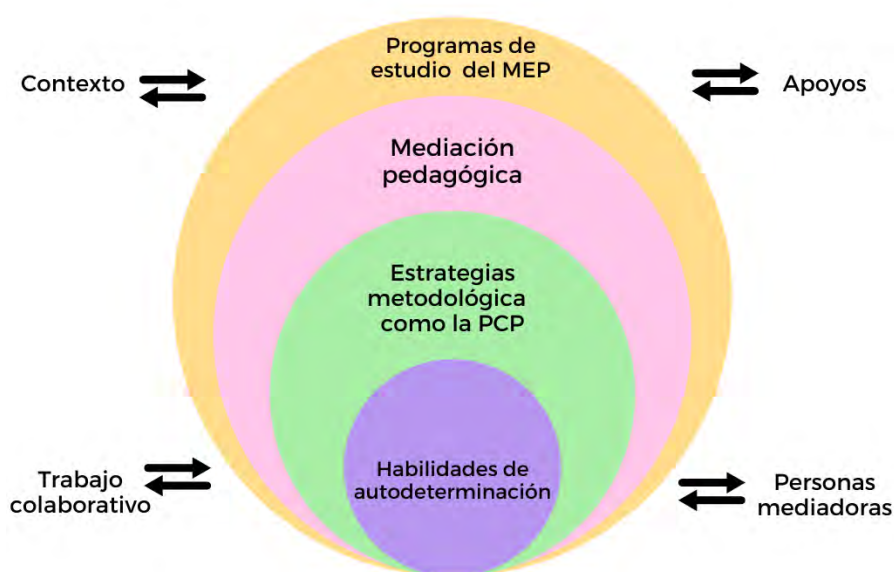 Programas de
estudio del MEP
Contexto
Apoyos
Mediación
pedagógica
Estrategias
metodológica
como la PCP
Habilidades de
autodeterminación
Trabajo
colaborativo
Personas
mediadoras